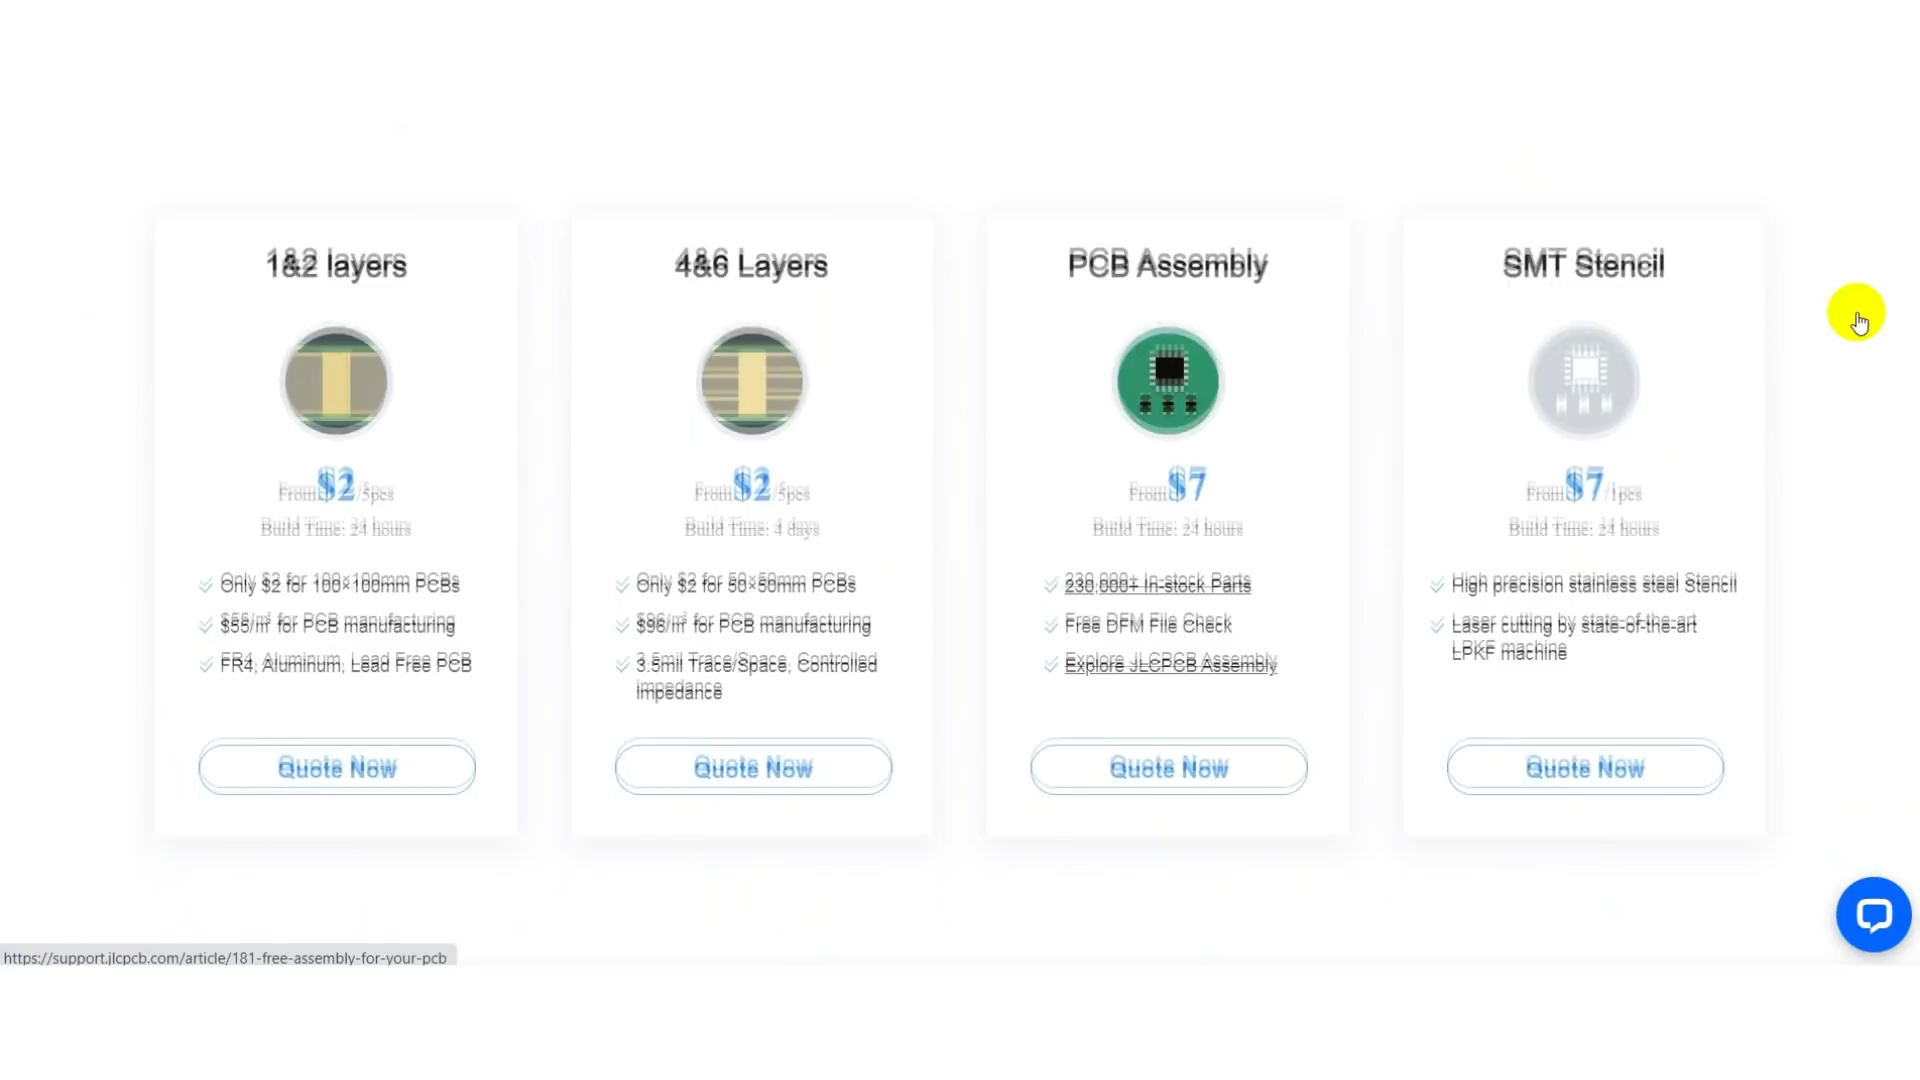 1&2 layers
From $2 /5pcs
Build Time: 24 hours
Only $2 for 100×100mm PCBs
$55/㎡ for PCB manufacturing
FR4, Aluminum, Lead Free PCB
Quote Now
4&6 Layers
From $2 /5pcs
Build Time: 4 days
Only $2 for 50×50mm PCBs
$96/㎡ for PCB manufacturing
3.5mil Trace/Space, Controlled
impedance
Quote Now
PCB Assembly
From $7
Build Time: 24 hours
230,000+ In-stock Parts
Free DFM File Check
Explore JLCPCB Assembly
Quote Now
SMT Stencil
From $7 /1pcs
Build Time: 24 hours
High precision stainless steel Stencil
Laser cutting by state-of-the-art
LPKF machine
Quote Now
https://support.jlcpcb.com/article/181-free-assembly-for-your-pcb